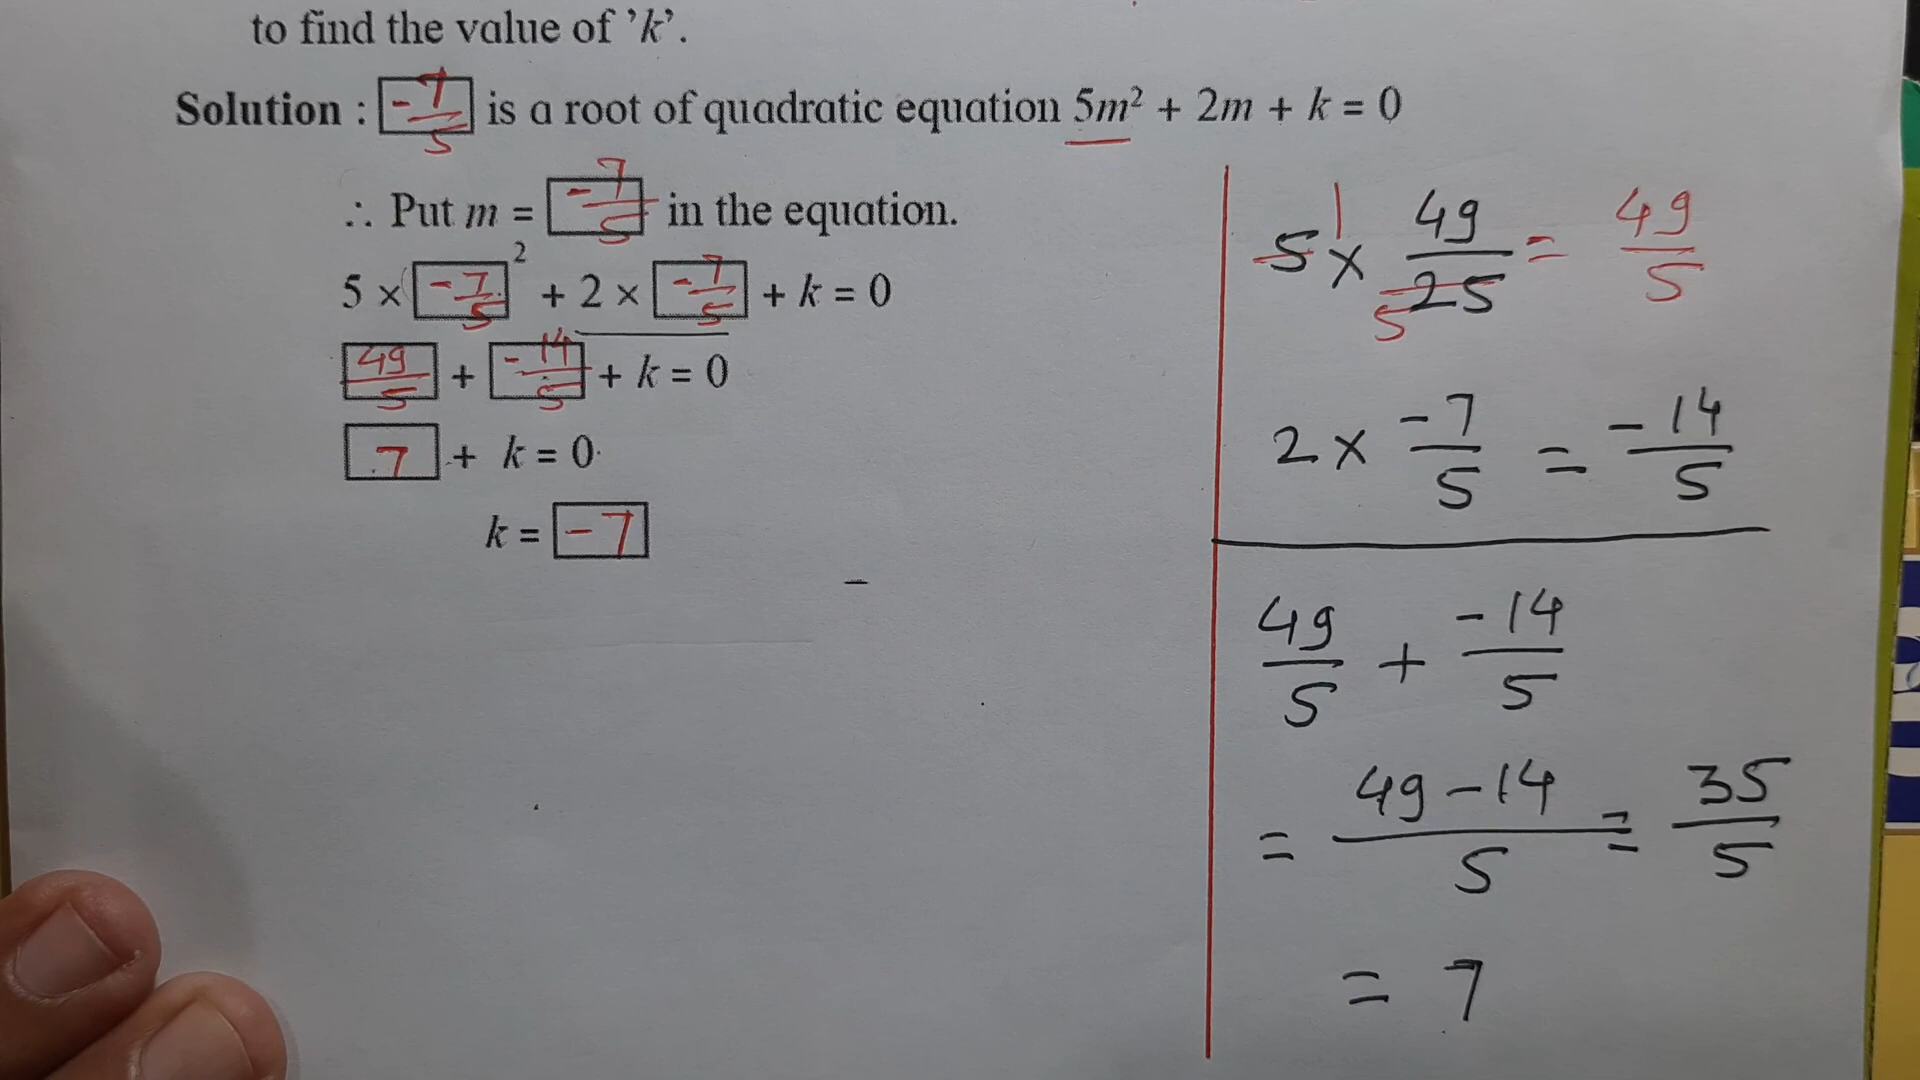 to find the value of ’k’.
Solution : -7/5 is a root of quadratic equation 5m² + 2m + k = 0
∴ Put m = -7/5 in the equation.
5 × (-7/5)² + 2 × -7/5 + k = 0
49/5 + -14/5 + k = 0
7 + k = 0
k = -7
5 × 49/25 = 49/5
1
5
2 × -7/5 = -14/5
49/5 + -14/5
= 49-14/5 = 35/5
= 7